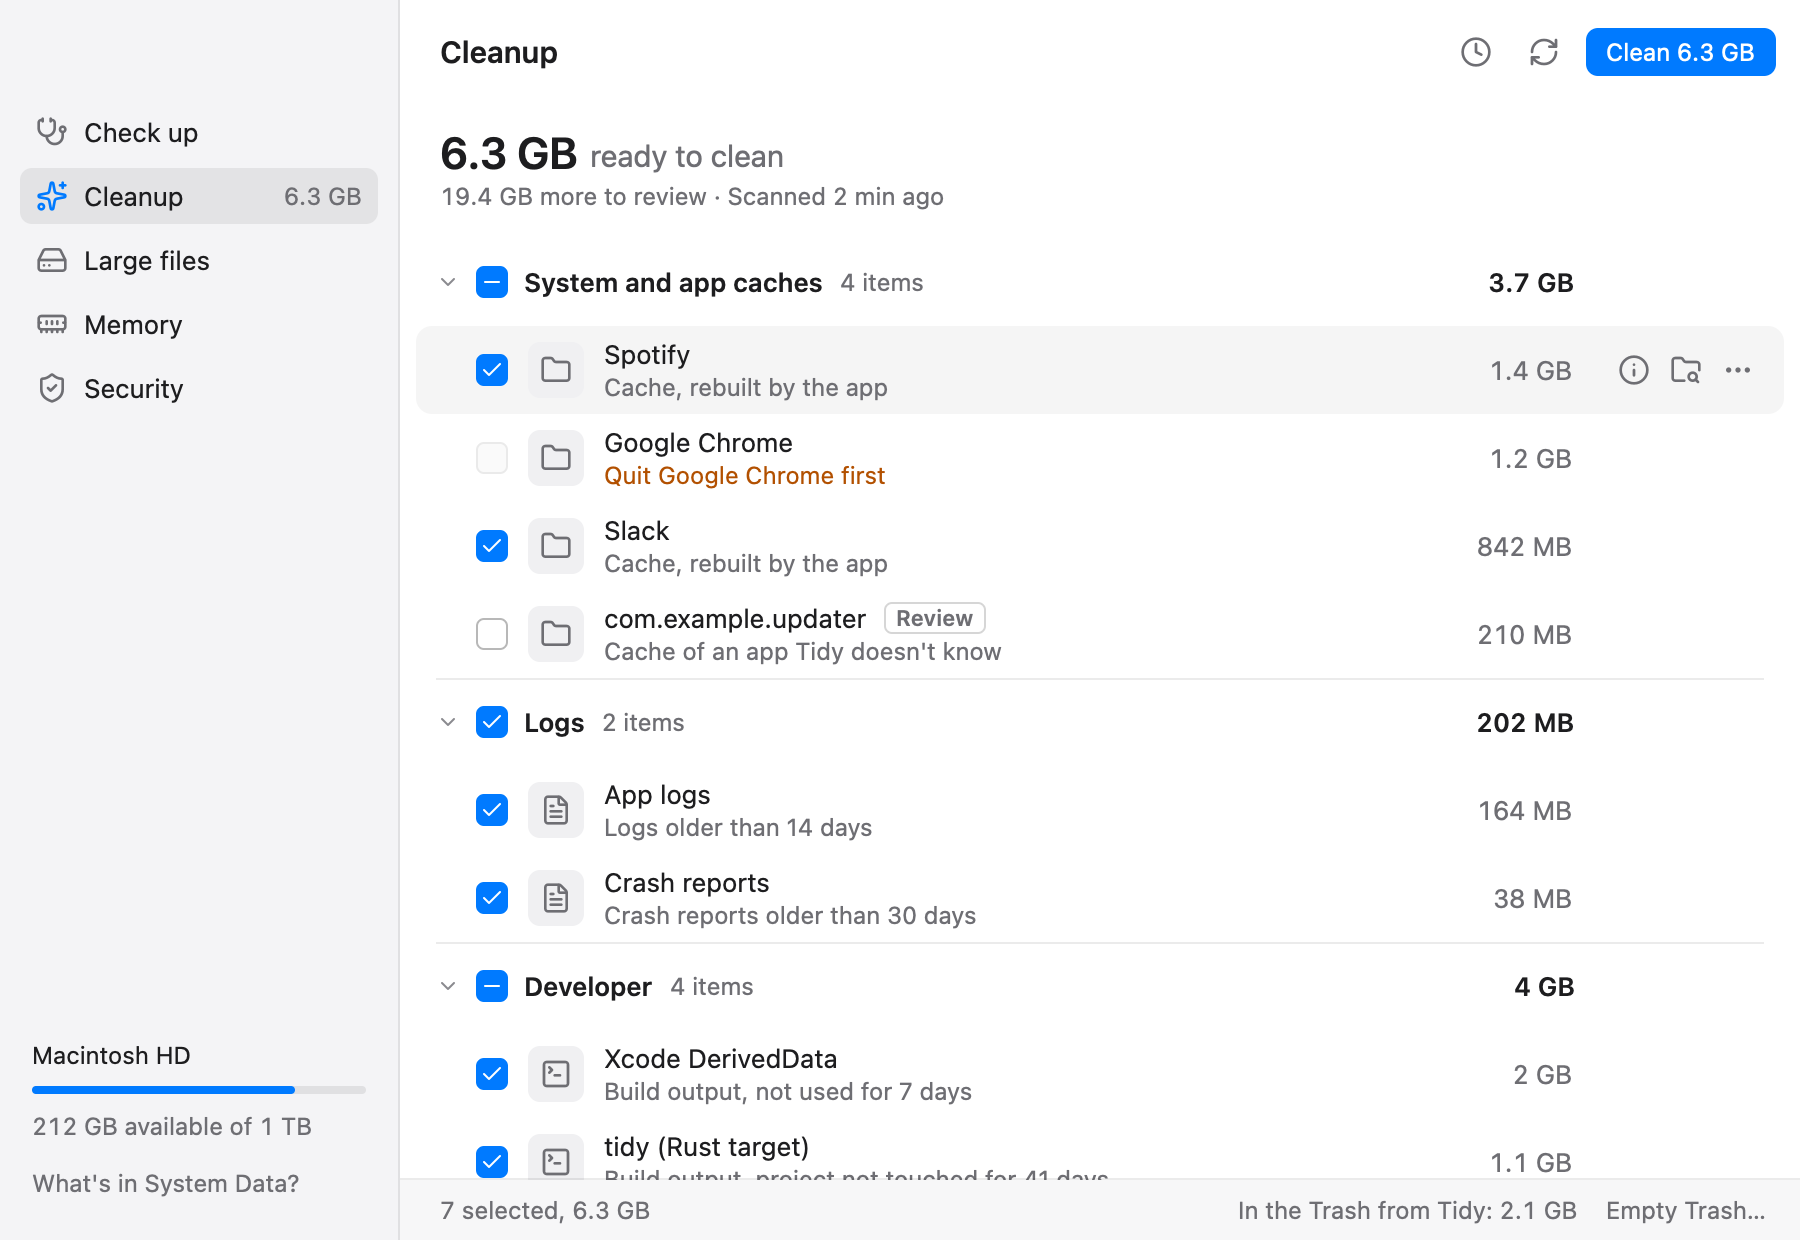 Cleanup
Clean 6.3 GB
Check up
Cleanup 6.3 GB
Large files
Memory
Security
6.3 GB ready to clean
19.4 GB more to review · Scanned 2 min ago
System and app caches 4 items 3.7 GB
Spotify
Cache, rebuilt by the app
1.4 GB
Google Chrome
Quit Google Chrome first
1.2 GB
Slack
Cache, rebuilt by the app
842 MB
com.example.updater Review
Cache of an app Tidy doesn't know
210 MB
Logs 2 items 202 MB
App logs
Logs older than 14 days
164 MB
Crash reports
Crash reports older than 30 days
38 MB
Developer 4 items 4 GB
Xcode DerivedData
Build output, not used for 7 days
2 GB
tidy (Rust target)
Build output, project not touched for 41 days
1.1 GB
Macintosh HD
212 GB available of 1 TB
What's in System Data?
7 selected, 6.3 GB
In the Trash from Tidy: 2.1 GB
Empty Trash...